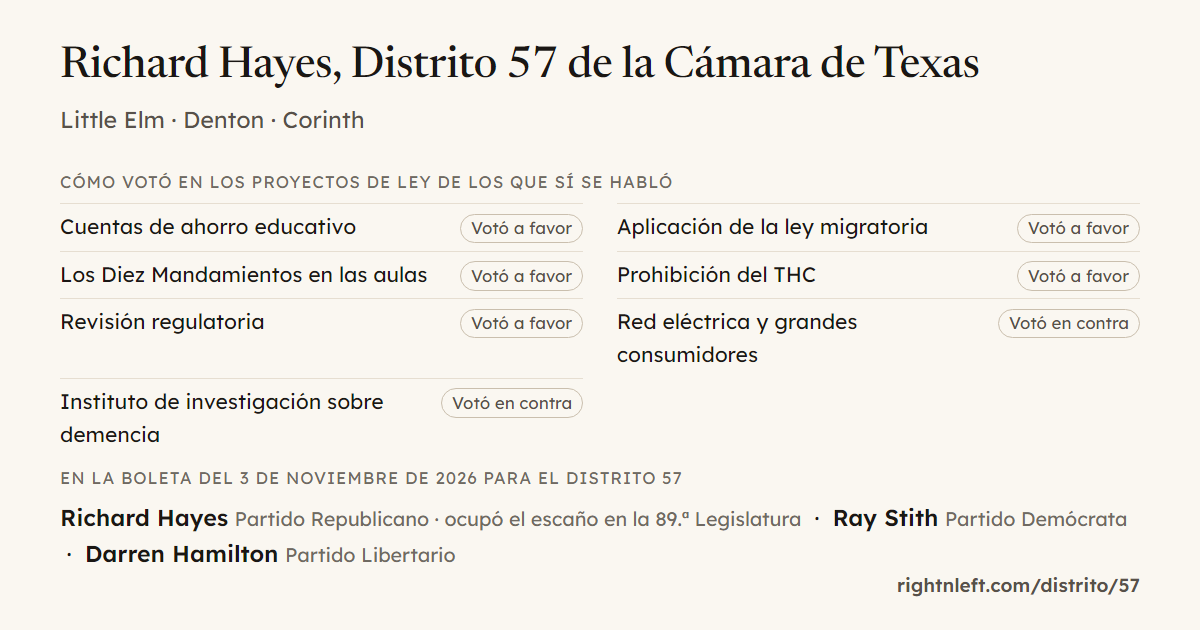 Richard Hayes, Distrito 57 de la Cámara de Texas
Little Elm · Denton · Corinth
CÓMO VOTÓ EN LOS PROYECTOS DE LEY DE LOS QUE SÍ SE HABLÓ
Cuentas de ahorro educativo Votó a favor
Aplicación de la ley migratoria Votó a favor
Los Diez Mandamientos en las aulas Votó a favor
Prohibición del THC Votó a favor
Revisión regulatoria Votó a favor
Red eléctrica y grandes Votó en contra
consumidores
Instituto de investigación sobre Votó en contra
demencia
EN LA BOLETA DEL 3 DE NOVIEMBRE DE 2026 PARA EL DISTRITO 57
Richard Hayes Partido Republicano · ocupó el escaño en la 89.ª Legislatura · Ray Stith Partido Demócrata
· Darren Hamilton Partido Libertario
rightnleft.com/distrito/57